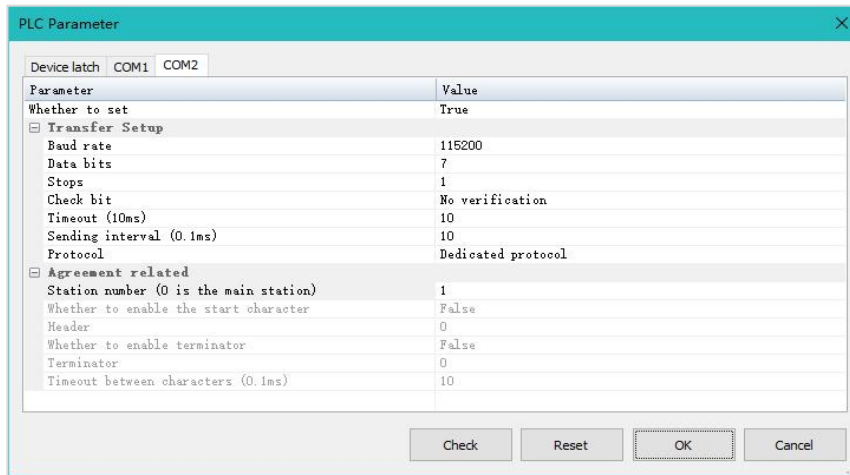 PLC Parameter
Device latch COM1 COM2
Parameter Value
Whether to set True
Transfer Setup
Baud rate 115200
Data bits 7
Stops 1
Check bit No verification
Timeout (10ms) 10
Sending interval (0.1ms) 10
Protocol Dedicated protocol
Agreement related
Station number (0 is the main station) 1
Whether to enable the start character False
Header 0
Whether to enable terminator False
Terminator 0
Timeout between characters (0.1ms) 10
Check Reset OK Cancel